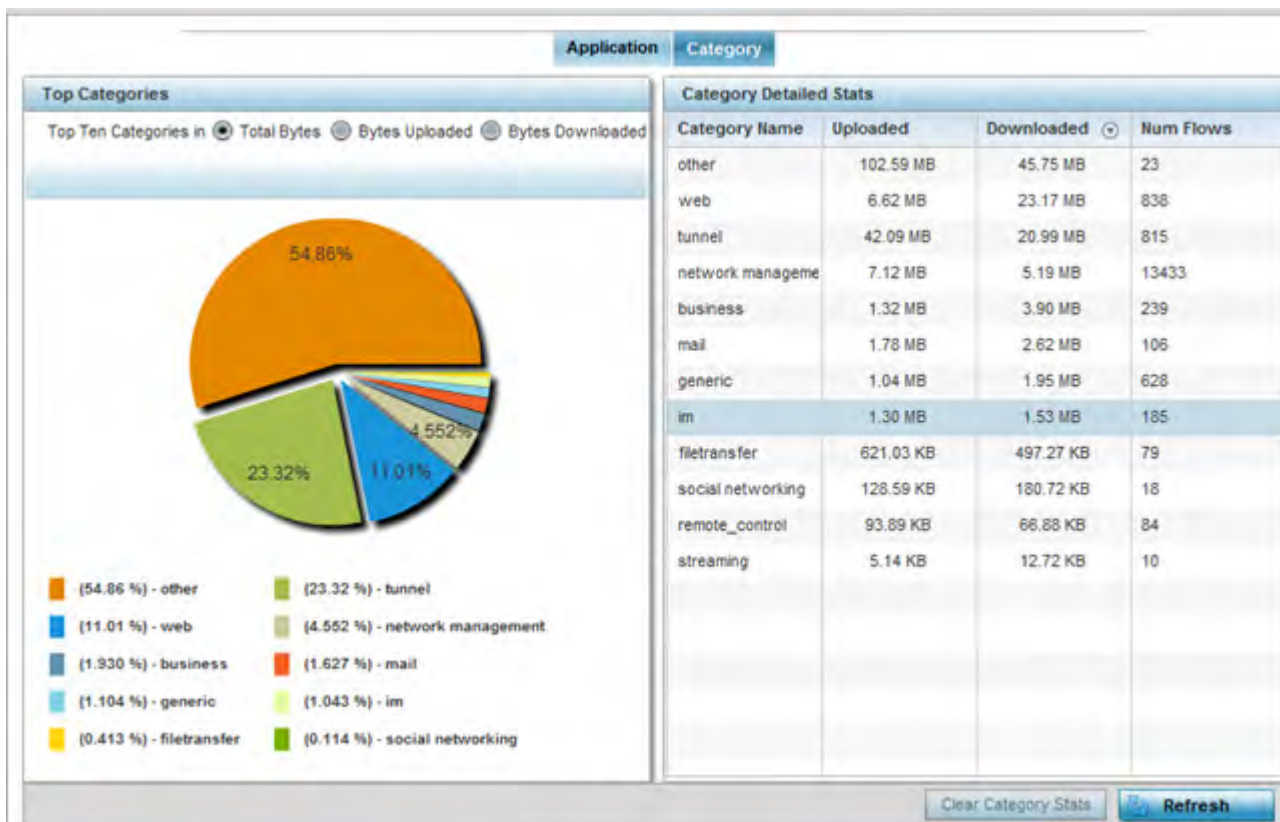 Application Category
Top Categories
Top Ten Categories in Total Bytes Bytes Uploaded Bytes Downloaded
54.86%
4.552%
23.32%
11.01%
(54.86 %) - other
(23.32 %) - tunnel
(11.01 %) - web
(4.552 %) - network management
(1.930 %) - business
(1.627 %) - mail
(1.104 %) - generic
(1.043 %) - im
(0.413 %) - filetransfer
(0.114 %) - social networking
Category Detailed Stats
Category Name Uploaded Downloaded Num Flows
other 102.59 MB 45.75 MB 23
web 6.62 MB 23.17 MB 838
tunnel 42.09 MB 20.99 MB 815
network manageme 7.12 MB 5.19 MB 13433
business 1.32 MB 3.90 MB 239
mail 1.78 MB 2.62 MB 106
generic 1.04 MB 1.95 MB 628
im 1.30 MB 1.53 MB 185
filetransfer 621.03 KB 497.27 KB 79
social networking 128.59 KB 180.72 KB 18
remote_control 93.89 KB 66.88 KB 84
streaming 5.14 KB 12.72 KB 10
Clear Category Stats Refresh